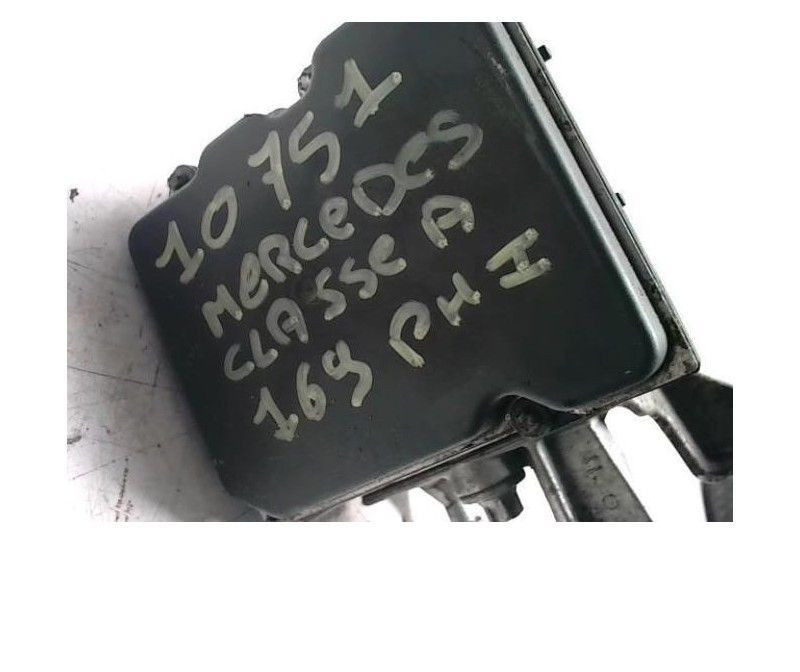 10751
MERCEDES
CLASSE A
169 PH I